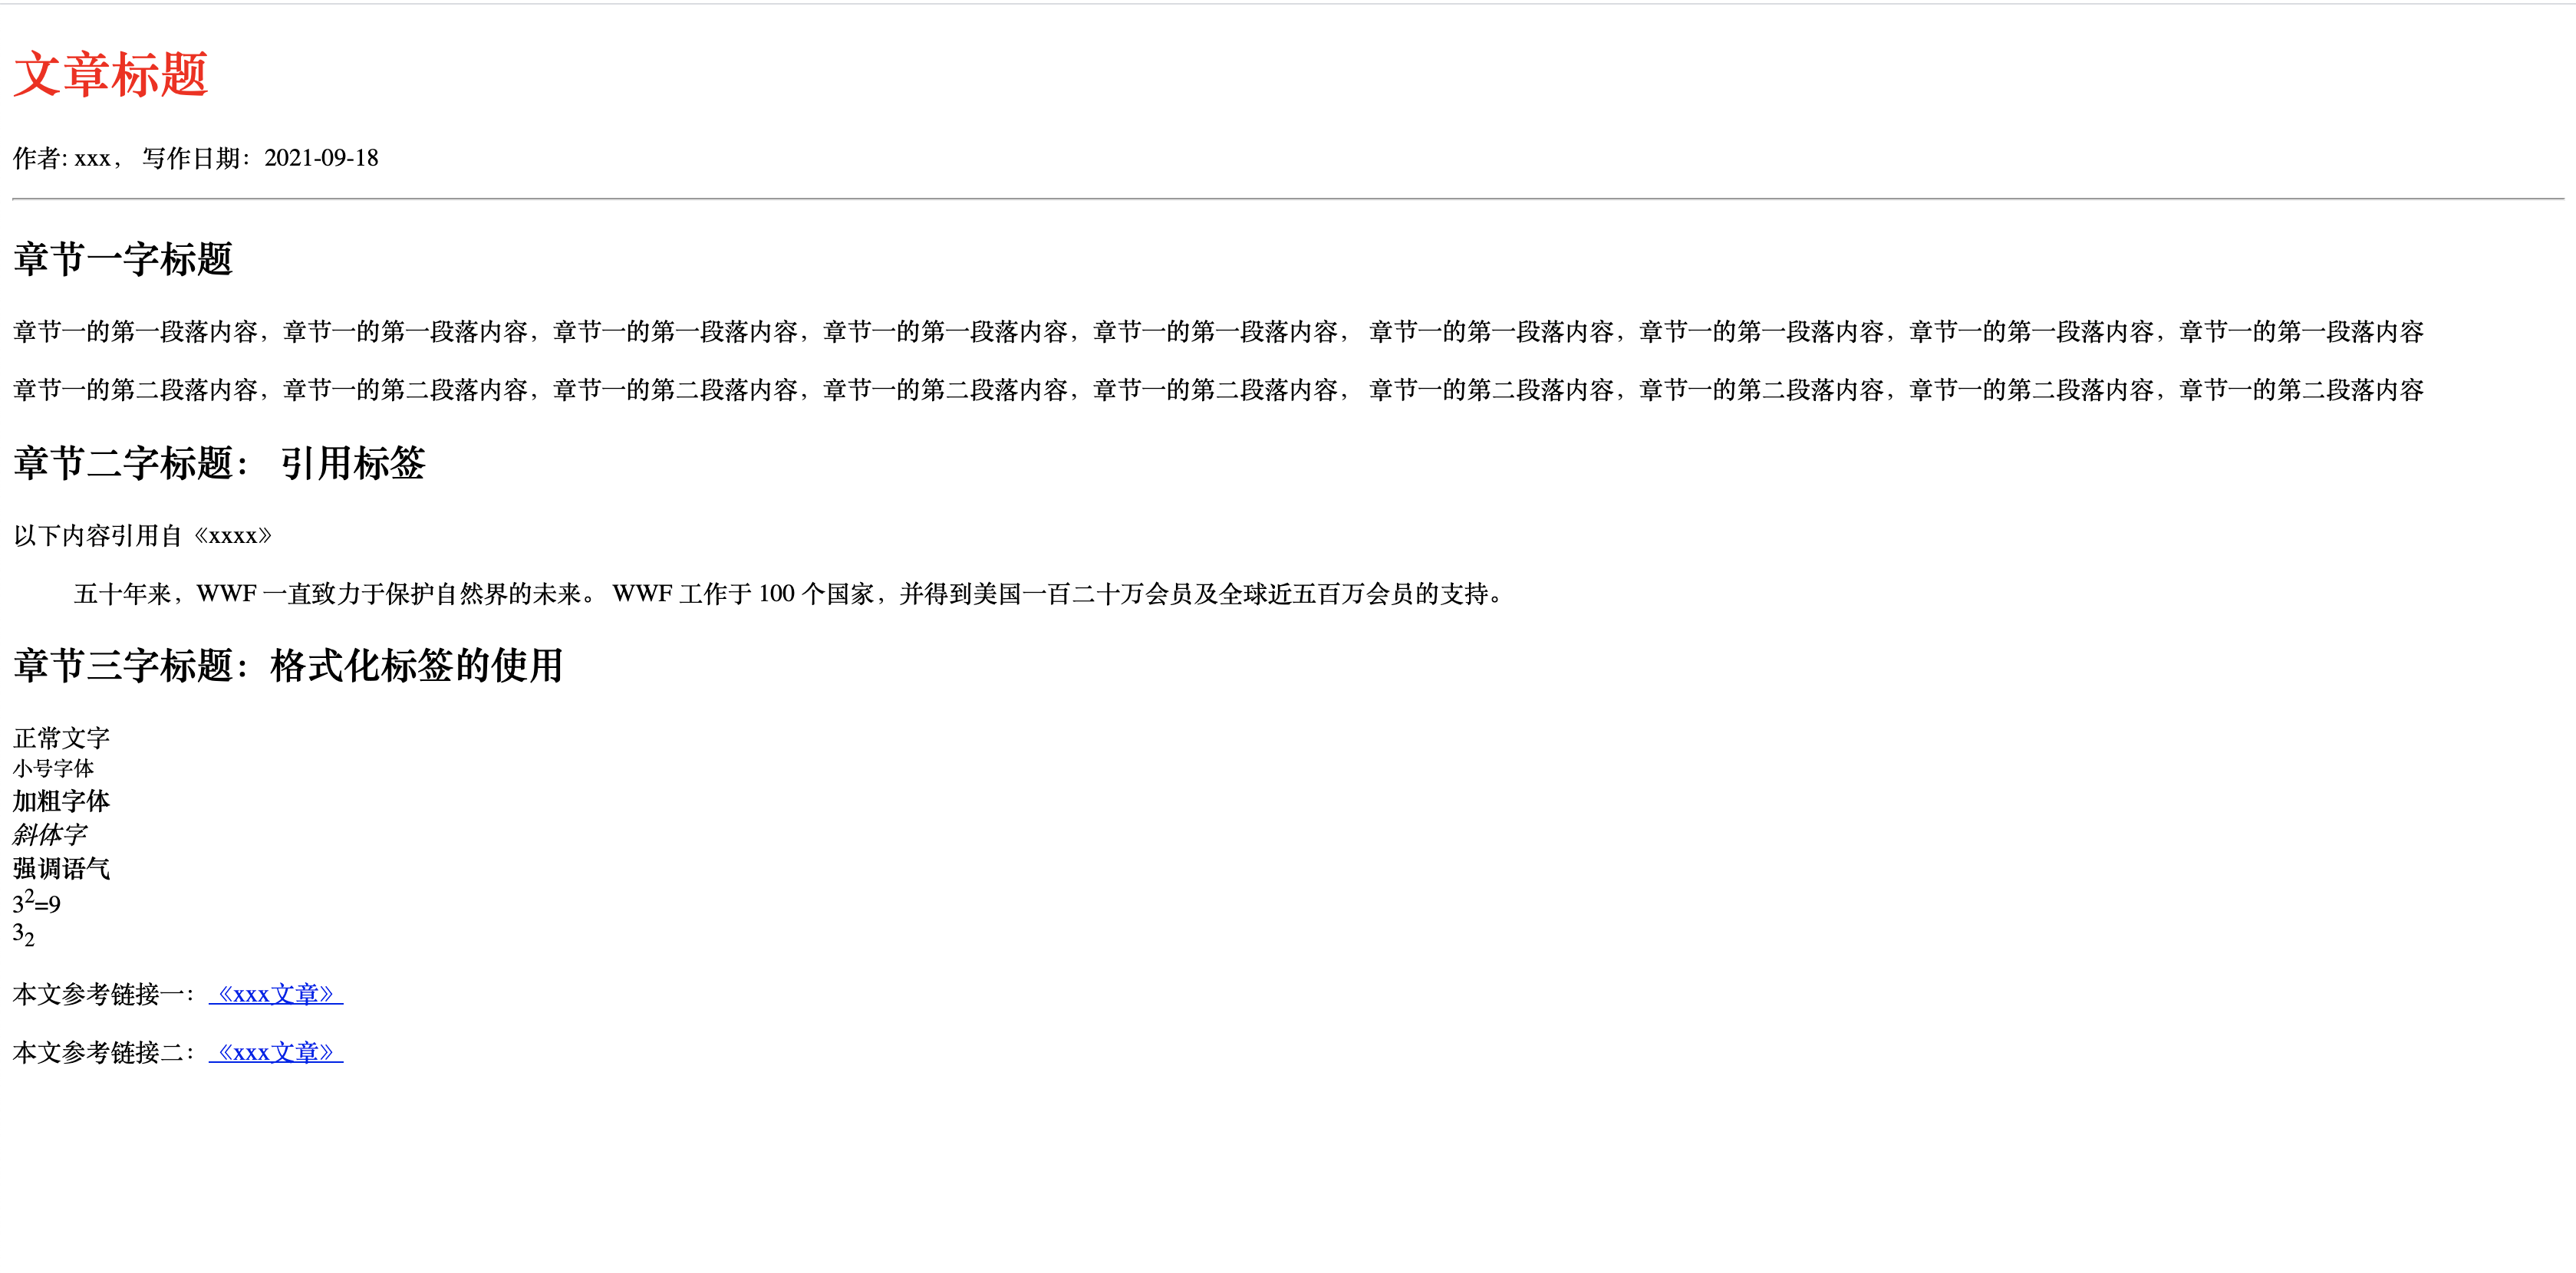 文章标题
作者: xxx， 写作日期：2021-09-18
章节一字标题
章节一的第一段落内容，章节一的第一段落内容，章节一的第一段落内容，章节一的第一段落内容，章节一的第一段落内容， 章节一的第一段落内容，章节一的第一段落内容，章节一的第一段落内容，章节一的第一段落内容
章节一的第二段落内容，章节一的第二段落内容，章节一的第二段落内容，章节一的第二段落内容，章节一的第二段落内容， 章节一的第二段落内容，章节一的第二段落内容，章节一的第二段落内容，章节一的第二段落内容
章节二字标题： 引用标签
以下内容引用自《xxxx》
五十年来，WWF 一直致力于保护自然界的未来。 WWF 工作于 100 个国家，并得到美国一百二十万会员及全球近五百万会员的支持。
章节三字标题：格式化标签的使用
正常文字
小号字体
加粗字体
斜体字
强调语气
3²=9
3₂
本文参考链接一：《xxx文章》
本文参考链接二：《xxx文章》